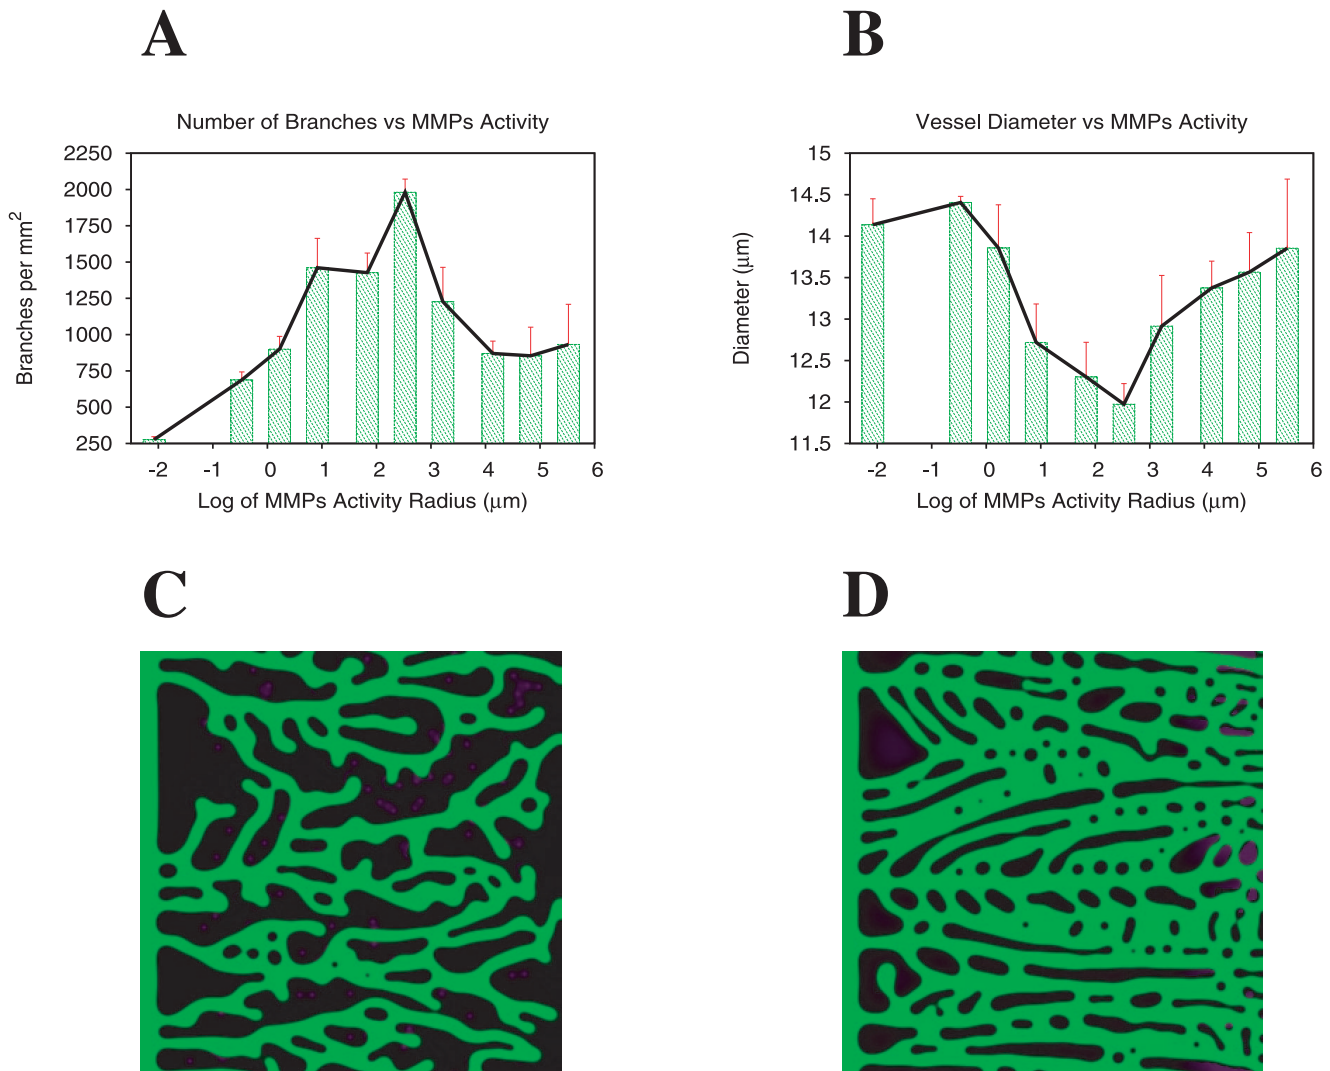 A
B
Number of Branches vs MMPs Activity
2250
2000
1750
1500
1250
1000
750
500
250
Branches per mm2
-2 -1 0 1 2 3 4 5 6
Log of MMPs Activity Radius (μm)
Vessel Diameter vs MMPs Activity
15
14.5
14
13.5
13
12.5
12
11.5
Diameter (μm)
-2 -1 0 1 2 3 4 5 6
Log of MMPs Activity Radius (μm)
C
D